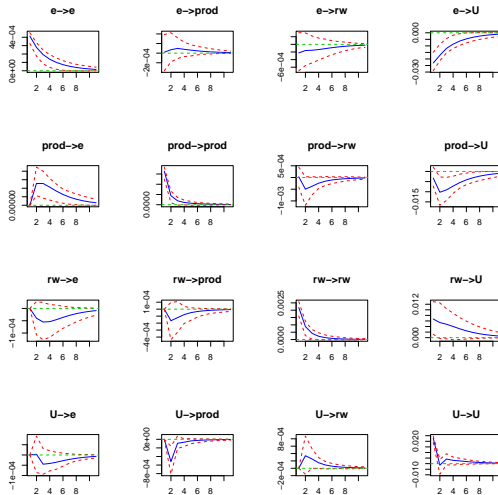 e->e e->prod e->rw e->U
0e+00 4e-04
-2e-04
-6e-04
-0.030 0.000
2 4 6 8 2 4 6 8 2 4 6 8 2 4 6 8
prod->e prod->prod prod->rw prod->U
0.00000
0.000
-1e-03 5e-04
-0.015
2 4 6 8 2 4 6 8 2 4 6 8 2 4 6 8
rw->e rw->prod rw->rw rw->U
-1e-04
-4e-04 1e-04
0.0000 0.0025
0.000 0.012
2 4 6 8 2 4 6 8 2 4 6 8 2 4 6 8
U->e U->prod U->rw U->U
-1e-04
-8e-04 0e+00
-2e-04 8e-04
-0.010 0.020
2 4 6 8 2 4 6 8 2 4 6 8 2 4 6 8